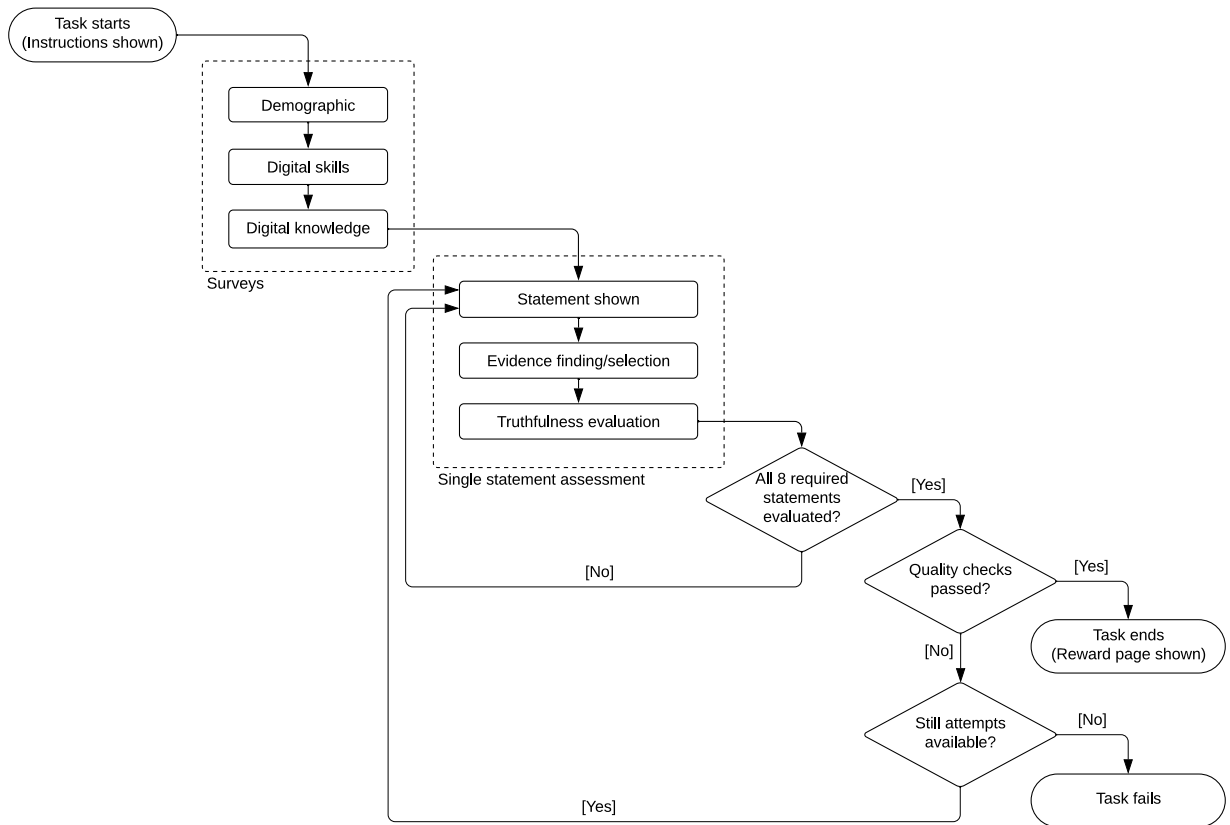 Task starts
(Instructions shown)
Demographic
Digital skills
Digital knowledge
Surveys
Statement shown
Evidence finding/selection
Truthfulness evaluation
Single statement assessment
All 8 required
statements
evaluated?
[Yes]
[No]
Quality checks
passed?
[Yes]
Task ends
(Reward page shown)
[No]
Still attempts
available?
[No]
Task fails
[Yes]